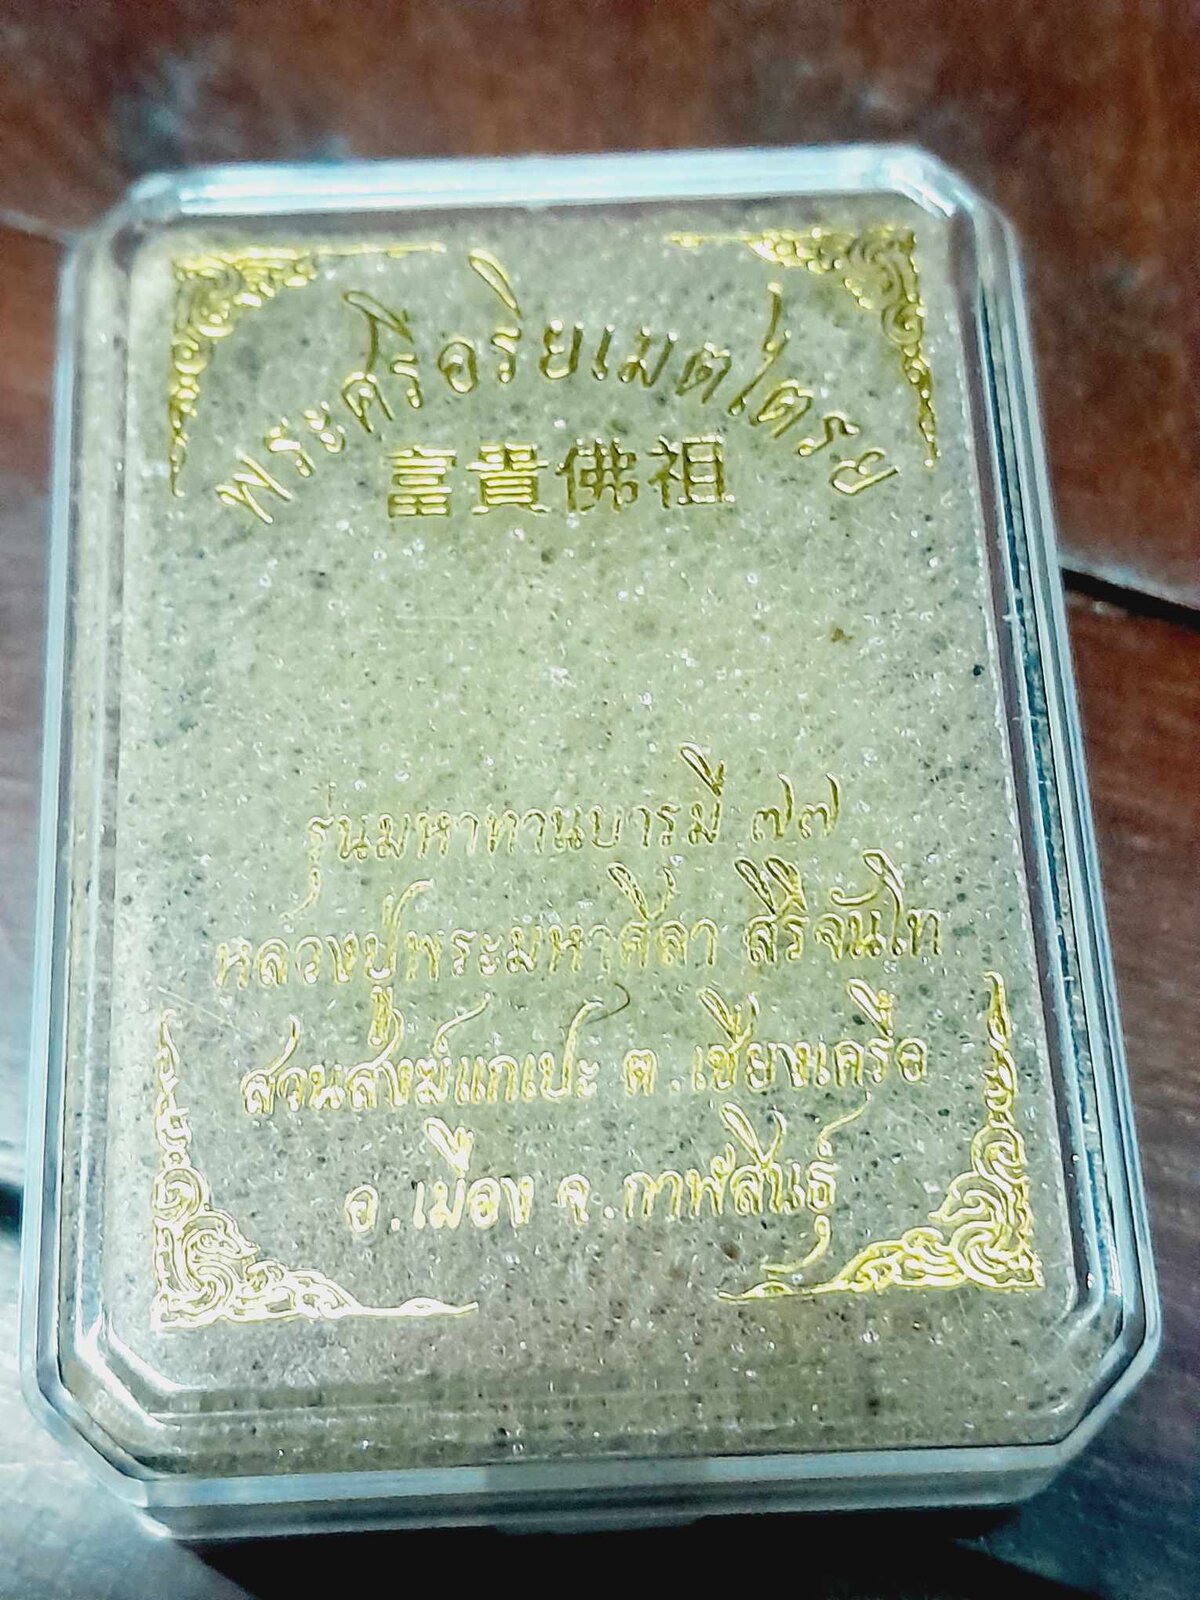 พระศรีอริยเมตไตรย
富貴佛祖
รุ่นมหาทานบารมี ๗๗
หลวงปู่พระมหาศิลา สิริจันโท
สวนสงฆ์แกเปะ ต.เชียงเครือ
อ.เมือง จ.กาฬสินธุ์